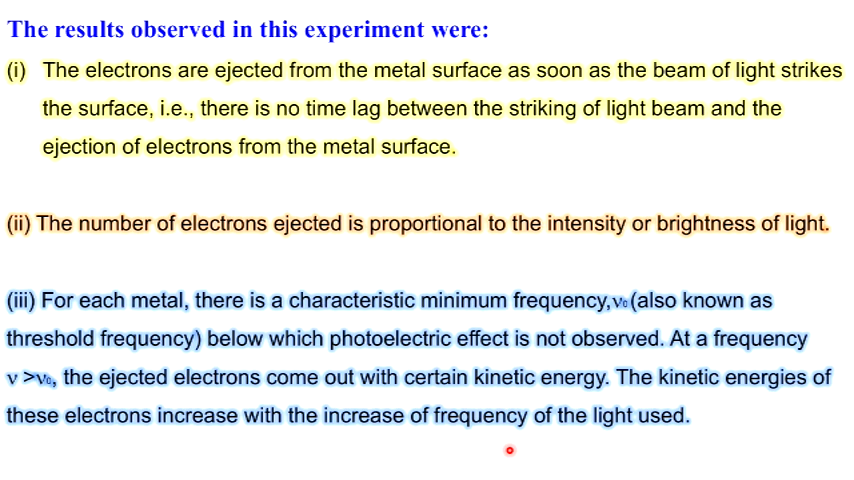 The results observed in this experiment were:
(i) The electrons are ejected from the metal surface as soon as the beam of light strikes
the surface, i.e., there is no time lag between the striking of light beam and the
ejection of electrons from the metal surface.
(ii) The number of electrons ejected is proportional to the intensity or brightness of light.
(iii) For each metal, there is a characteristic minimum frequency,ν₀ (also known as
threshold frequency) below which photoelectric effect is not observed. At a frequency
ν >ν₀, the ejected electrons come out with certain kinetic energy. The kinetic energies of
these electrons increase with the increase of frequency of the light used.